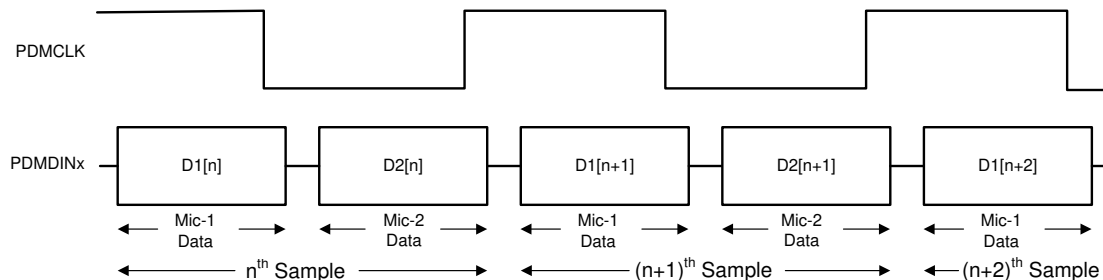 PDMCLK
PDMDINx
D1[n]
D2[n]
D1[n+1]
D2[n+1]
D1[n+2]
Mic-1
Data
Mic-2
Data
Mic-1
Data
Mic-2
Data
Mic-1
Data
nth Sample
(n+1)th Sample
(n+2)th Sample